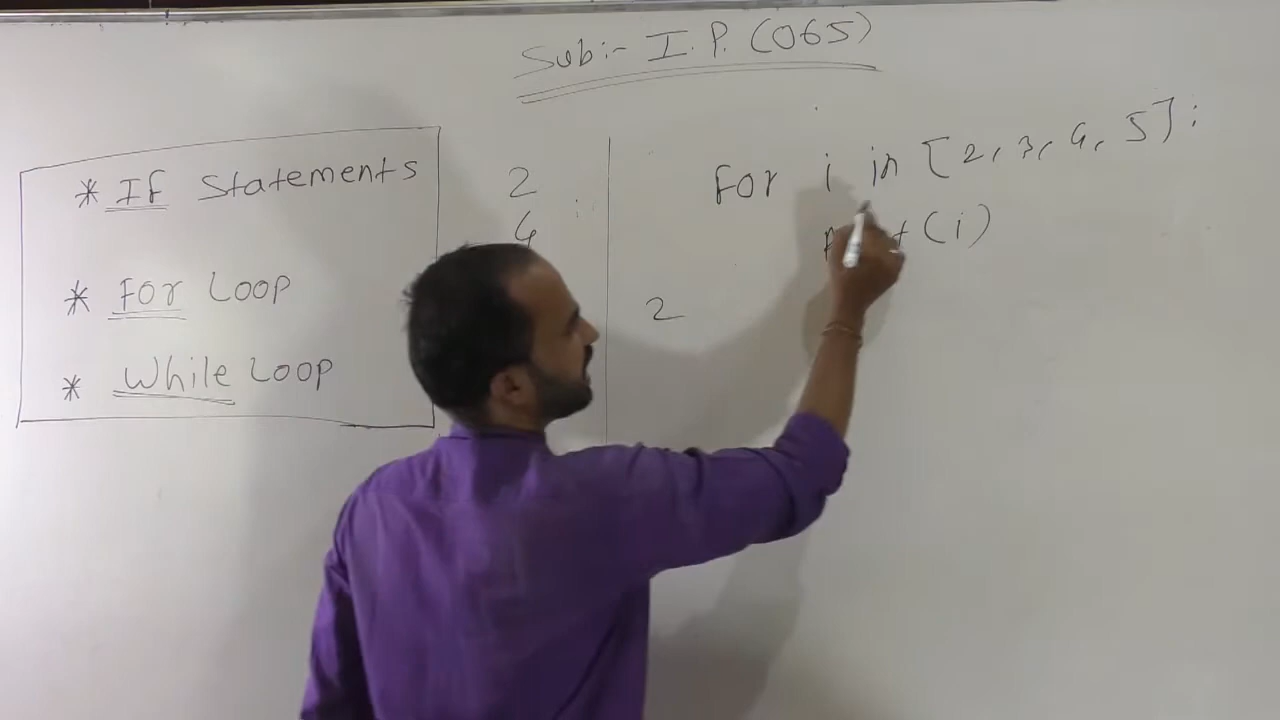 Sub:- I.P. (065)
* IF Statements
* For Loop
* While Loop
2
4
For i in [2, 3, 4, 5]:
(i)
2